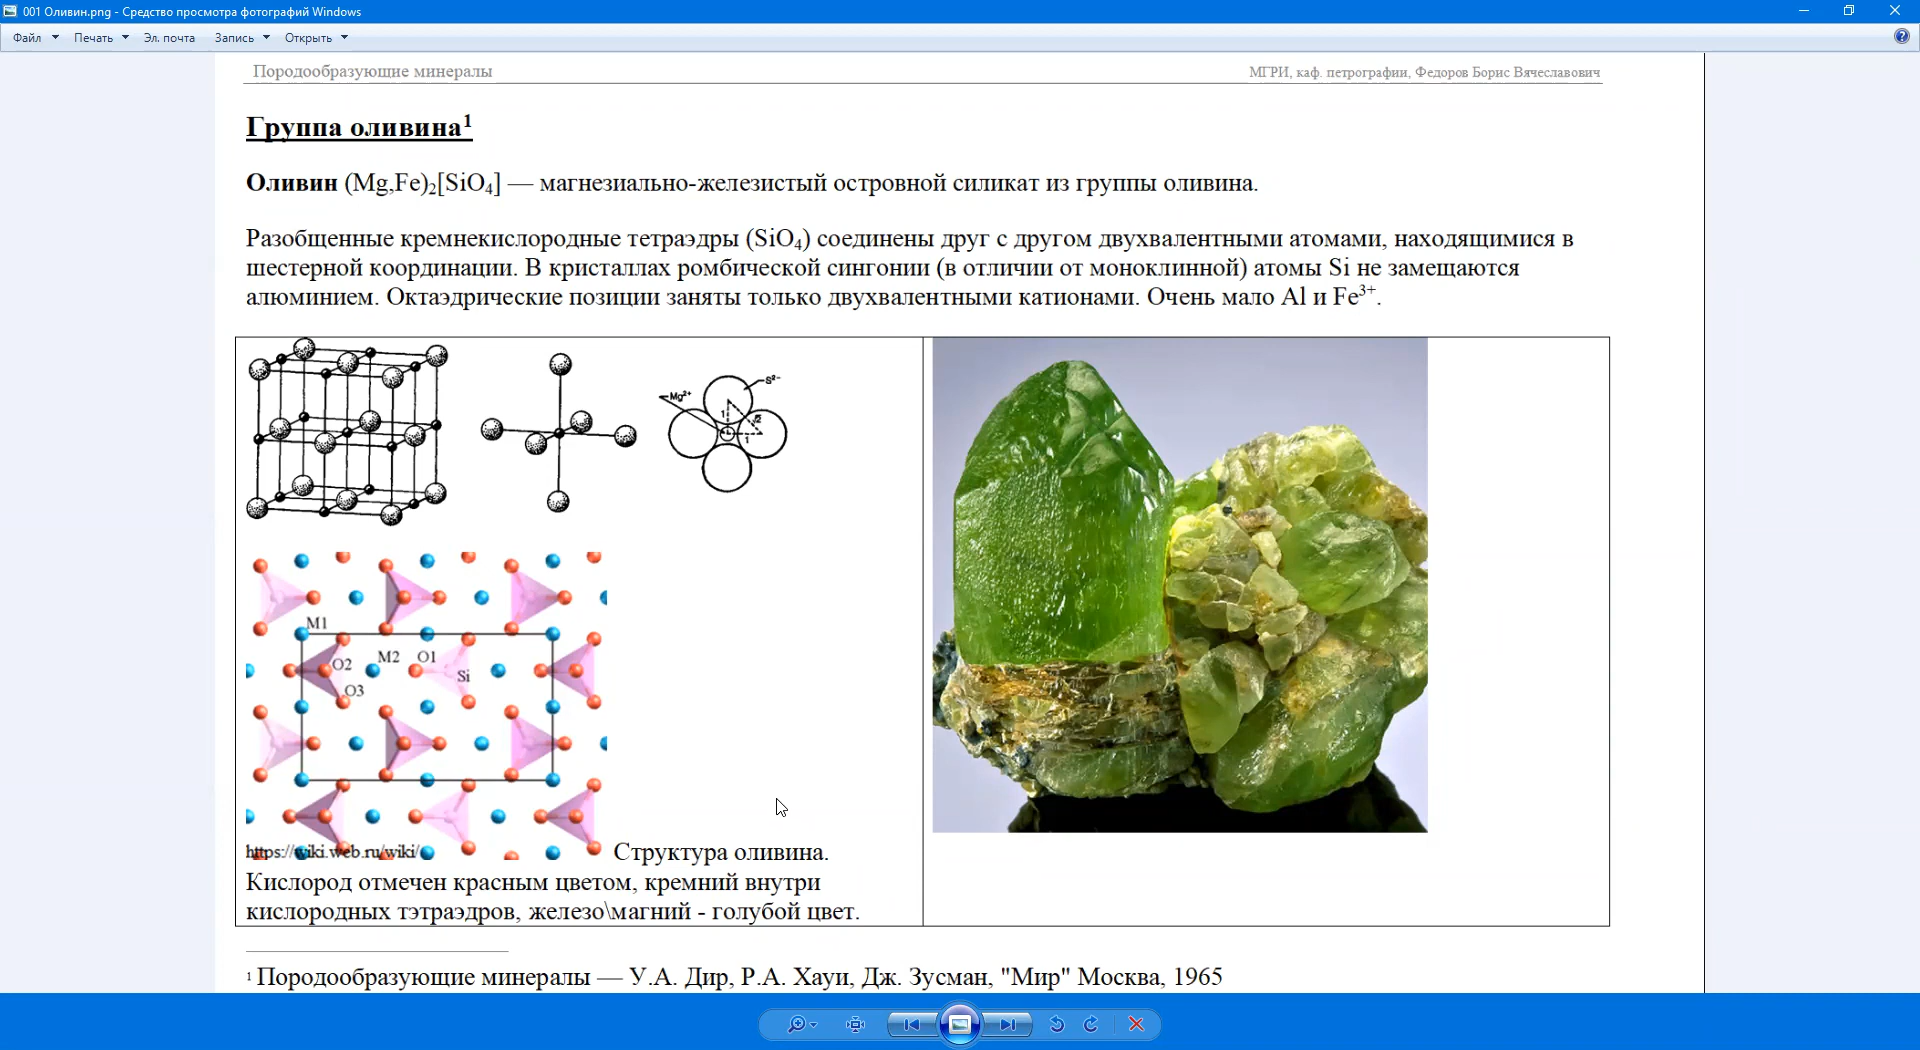 001 Оливин.png - Средство просмотра фотографий Windows
Файл Печать Эл. почта Запись Открыть
Породообразующие минералы МГРИ, каф. петрографии, Федоров Борис Вячеславович
Группа оливина¹
Оливин (Mg,Fe)₂[SiO₄] — магнезиально-железистый островной силикат из группы оливина.
Разобщенные кремнекислородные тетраэдры (SiO₄) соединены друг с другом двухвалентными атомами, находящимися в
шестерной координации. В кристаллах ромбической сингонии (в отличии от моноклинной) атомы Si не замещаются
алюминием. Октаэдрические позиции заняты только двухвалентными катионами. Очень мало Al и Fe³⁺.
S²⁻
Mg²⁺
1
√2
1
M1
O2 M2 O1
Si
O3
https://wiki.web.ru/wiki/ Структура оливина.
Кислород отмечен красным цветом, кремний внутри
кислородных тэтраэдров, железо\магний - голубой цвет.
¹ Породообразующие минералы — У.А. Дир, Р.А. Хауи, Дж. Зусман, "Мир" Москва, 1965